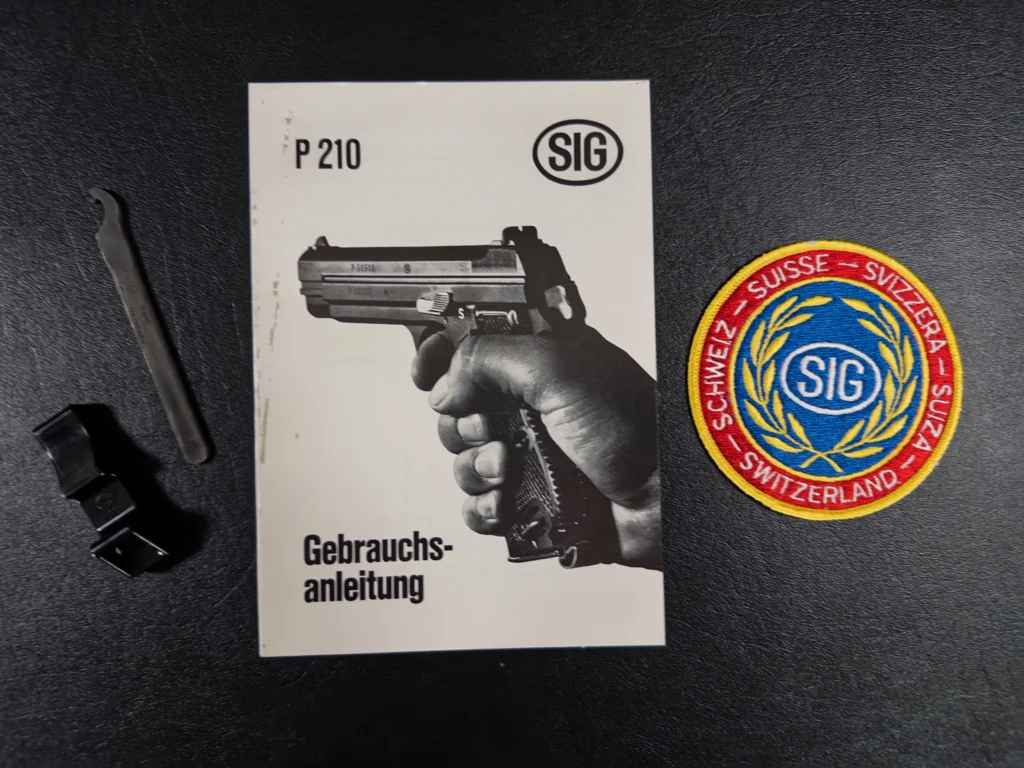 P 210
SIG
S
Gebrauchs-
anleitung
SCHWEIZ – SUISSE – SVIZZERA – SUIZA – SWITZERLAND –
SIG